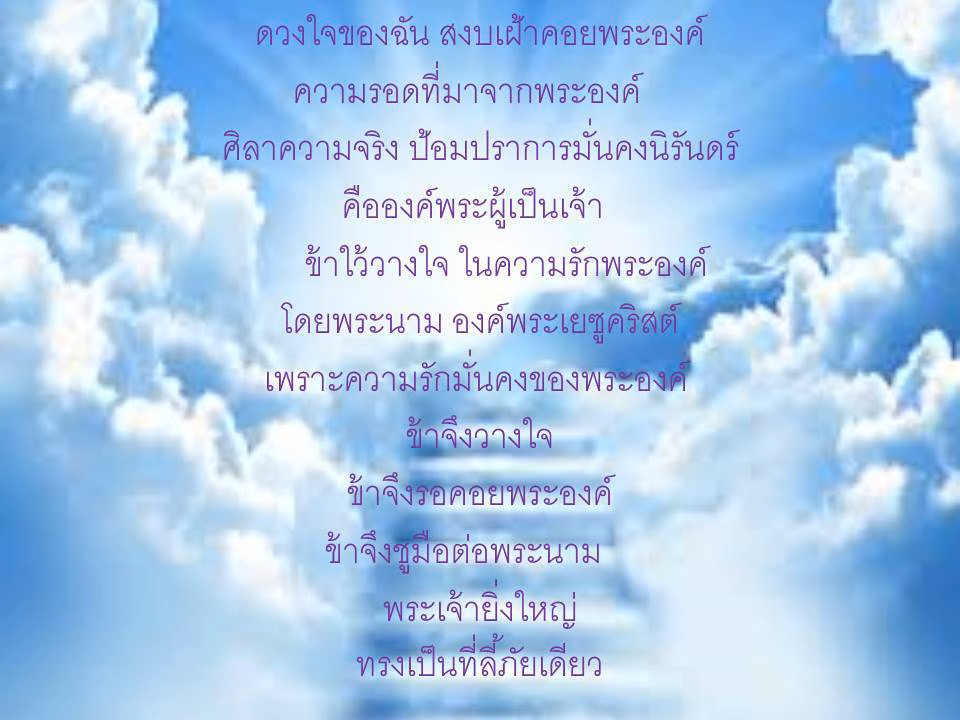 ดวงใจของฉัน สงบเฝ้าคอยพระองค์
ความรอดที่มาจากพระองค์
ศิลาความจริง ป้อมปราการมั่นคงนิรันดร์
คือองค์พระผู้เป็นเจ้า
ข้าใว้วางใจ ในความรักพระองค์
โดยพระนาม องค์พระเยซูคริสต์
เพราะความรักมั่นคงของพระองค์
ข้าจึงวางใจ
ข้าจึงรอคอยพระองค์
ข้าจึงชูมือต่อพระนาม
พระเจ้ายิ่งใหญ่
ทรงเป็นที่ลี้ภัยเดียว